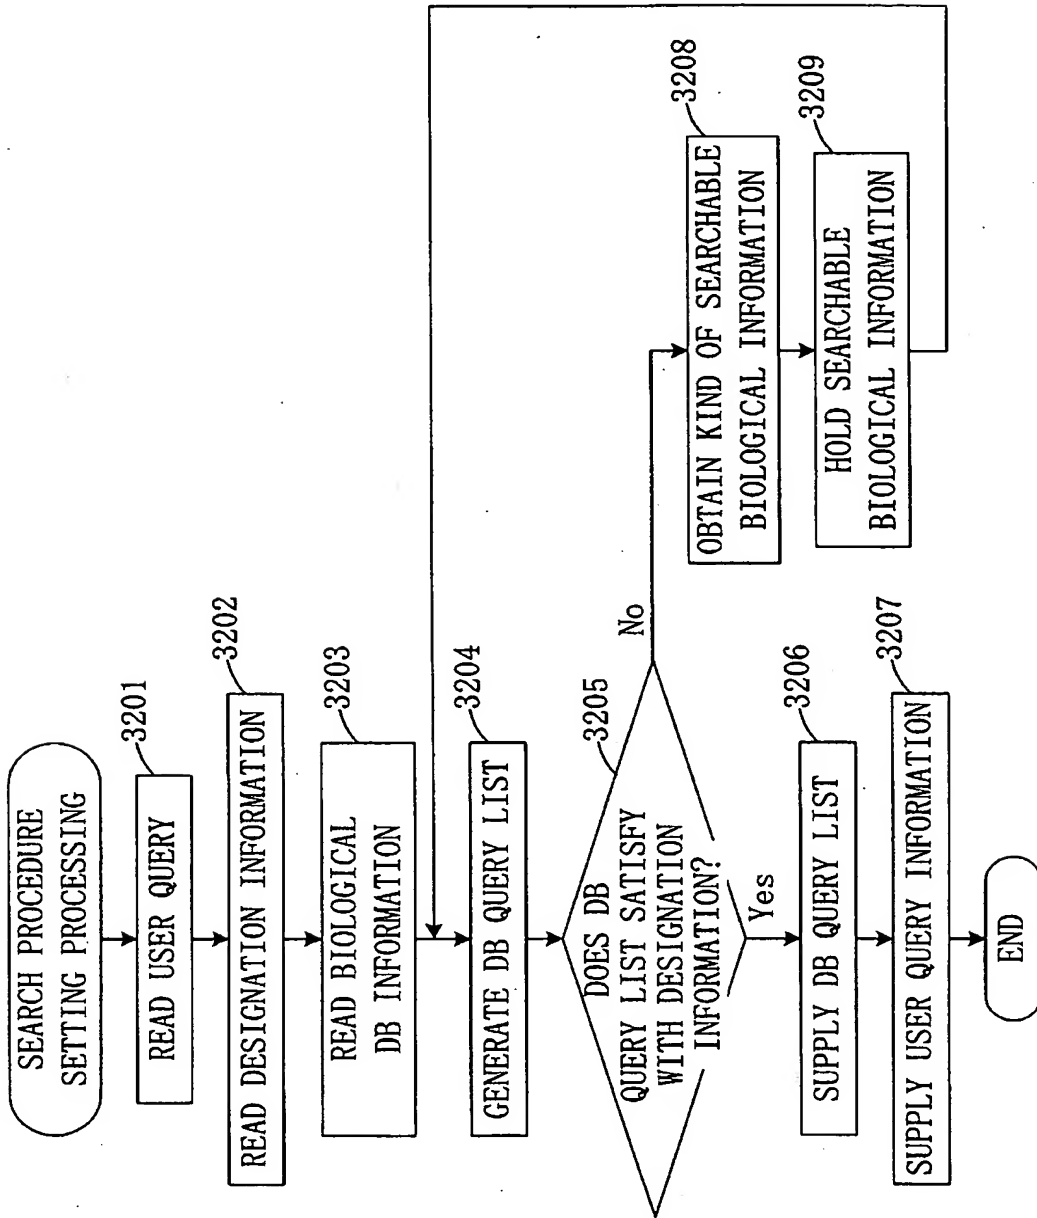 SEARCH PROCEDURE
SETTING PROCESSING
3201
READ USER QUERY
3202
READ DESIGNATION INFORMATION
3203
READ BIOLOGICAL
DB INFORMATION
3204
GENERATE DB QUERY LIST
3205
DOES DB
QUERY LIST SATISFY
WITH DESIGNATION
INFORMATION?
No
Yes
3206
SUPPLY DB QUERY LIST
3207
SUPPLY USER QUERY INFORMATION
END
3208
OBTAIN KIND OF SEARCHABLE
BIOLOGICAL INFORMATION
3209
HOLD SEARCHABLE
BIOLOGICAL INFORMATION